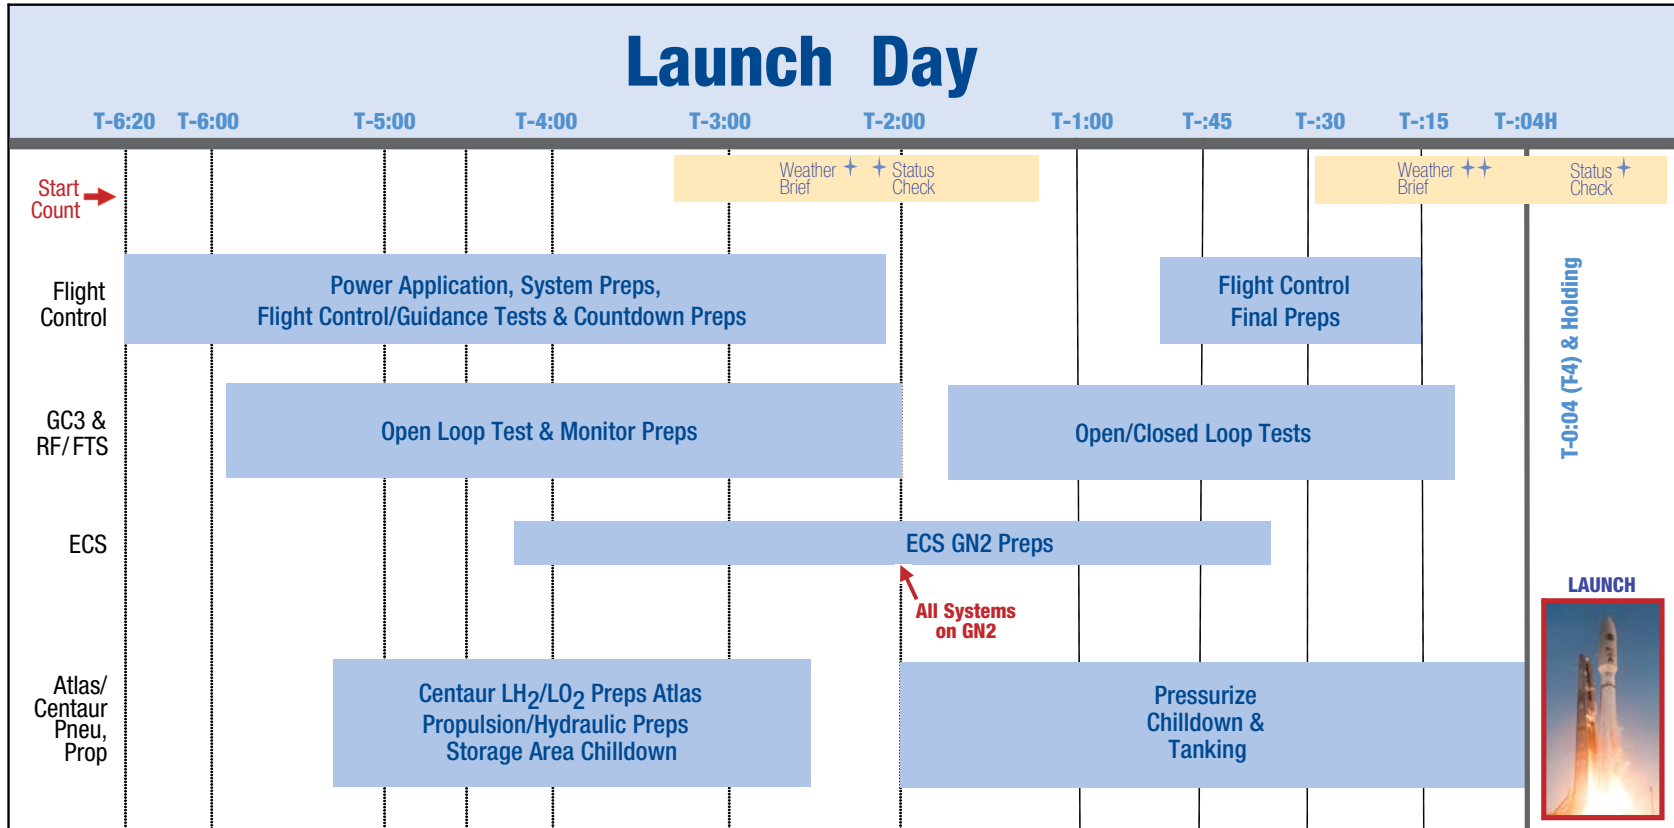 Launch Day
T-6:20 T-6:00 T-5:00 T-4:00 T-3:00 T-2:00 T-1:00 T-:45 T-:30 T-:15 T-:04H
Start
Count
Weather
Brief
Status
Check
Weather
Brief
Status
Check
Flight
Control
Power Application, System Preps,
Flight Control/Guidance Tests & Countdown Preps
Flight Control
Final Preps
T-0:04 (T-4) & Holding
GC3 &
RF/FTS
Open Loop Test & Monitor Preps
Open/Closed Loop Tests
ECS
ECS GN2 Preps
All Systems
on GN2
LAUNCH
Atlas/
Centaur
Pneu,
Prop
Centaur LH2/LO2 Preps Atlas
Propulsion/Hydraulic Preps
Storage Area Chilldown
Pressurize
Chilldown &
Tanking